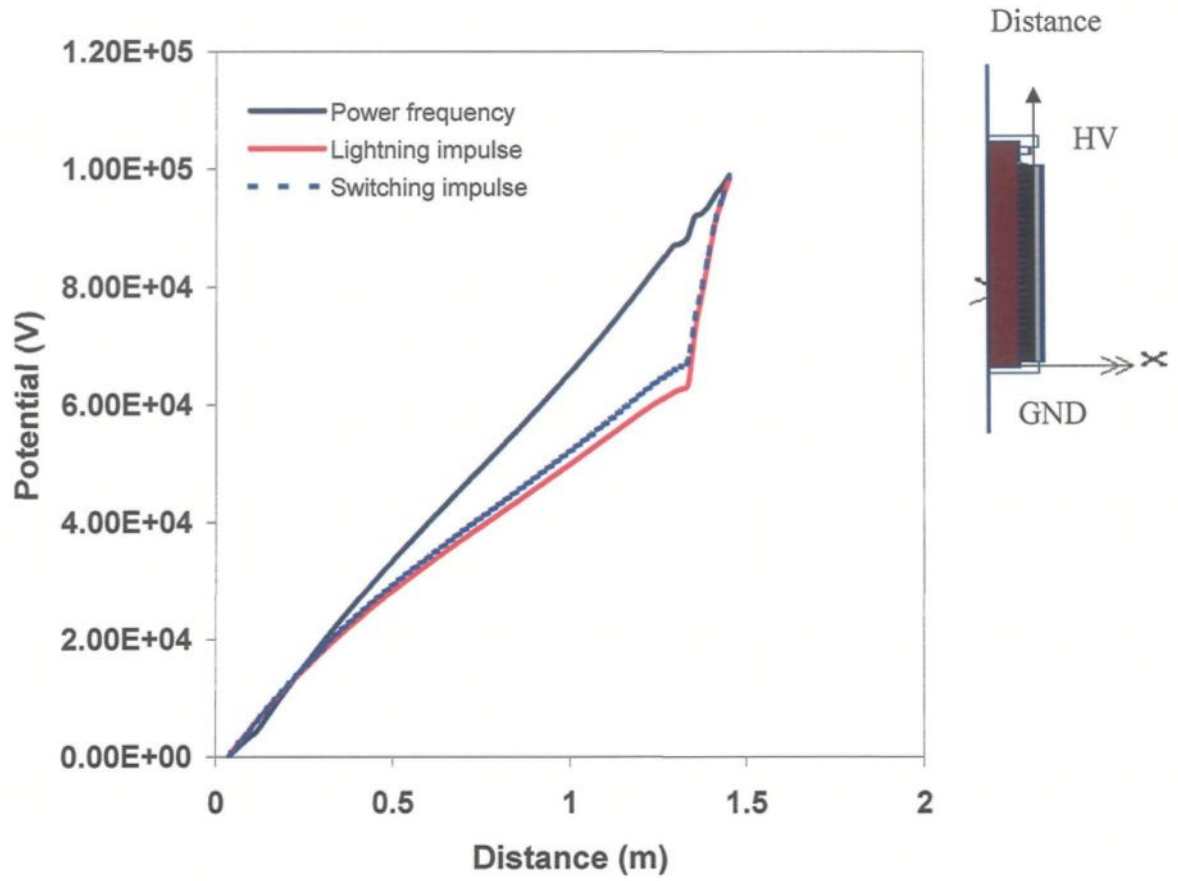 Distance
1.20E+05
Power frequency
Lightning impulse
Switching impulse
HV
1.00E+05
8.00E+04
6.00E+04
4.00E+04
2.00E+04
0.00E+00
Potential (V)
Y
X
GND
0 0.5 1 1.5 2
Distance (m)